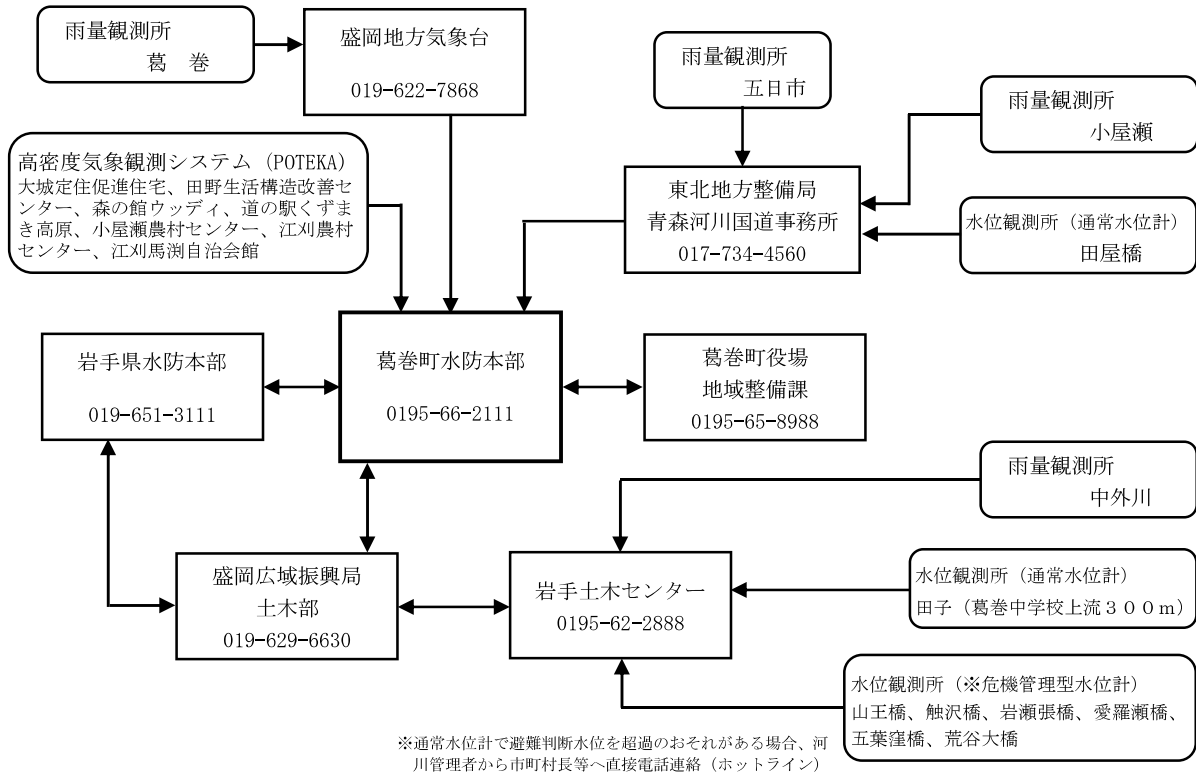 雨量観測所
葛　巻
盛岡地方気象台
019-622-7868
雨量観測所
五日市
雨量観測所
小屋瀬
高密度気象観測システム（POTEKA）
大城定住促進住宅、田野生活構造改善セ
ンター、森の館ウッディ、道の駅くずま
き高原、小屋瀬農村センター、江刈農村
センター、江刈馬渕自治会館
東北地方整備局
青森河川国道事務所
017-734-4560
水位観測所（通常水位計）
田屋橋
岩手県水防本部
019-651-3111
葛巻町水防本部
0195-66-2111
葛巻町役場
地域整備課
0195-65-8988
雨量観測所
中外川
盛岡広域振興局
土木部
019-629-6630
岩手土木センター
0195-62-2888
水位観測所（通常水位計）
田子（葛巻中学校上流３００ｍ）
水位観測所（※危機管理型水位計）
山王橋、触沢橋、岩瀬張橋、愛羅瀬橋、
五葉窪橋、荒谷大橋
※通常水位計で避難判断水位を超過のおそれがある場合、河
川管理者から市町村長等へ直接電話連絡（ホットライン）